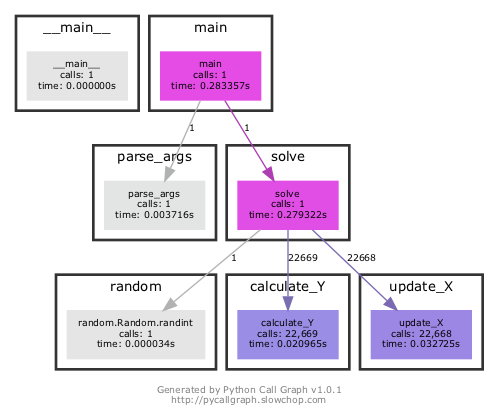 __main__
main
__main__
calls: 1
time: 0.000000s
main
calls: 1
time: 0.283357s
1
1
parse_args
solve
parse_args
calls: 1
time: 0.003716s
solve
calls: 1
time: 0.279322s
1
22669
22668
random
calculate_Y
update_X
random.Random.randint
calls: 1
time: 0.000034s
calculate_Y
calls: 22,669
time: 0.020965s
update_X
calls: 22,668
time: 0.032725s
Generated by Python Call Graph v1.0.1
http://pycallgraph.slowchop.com